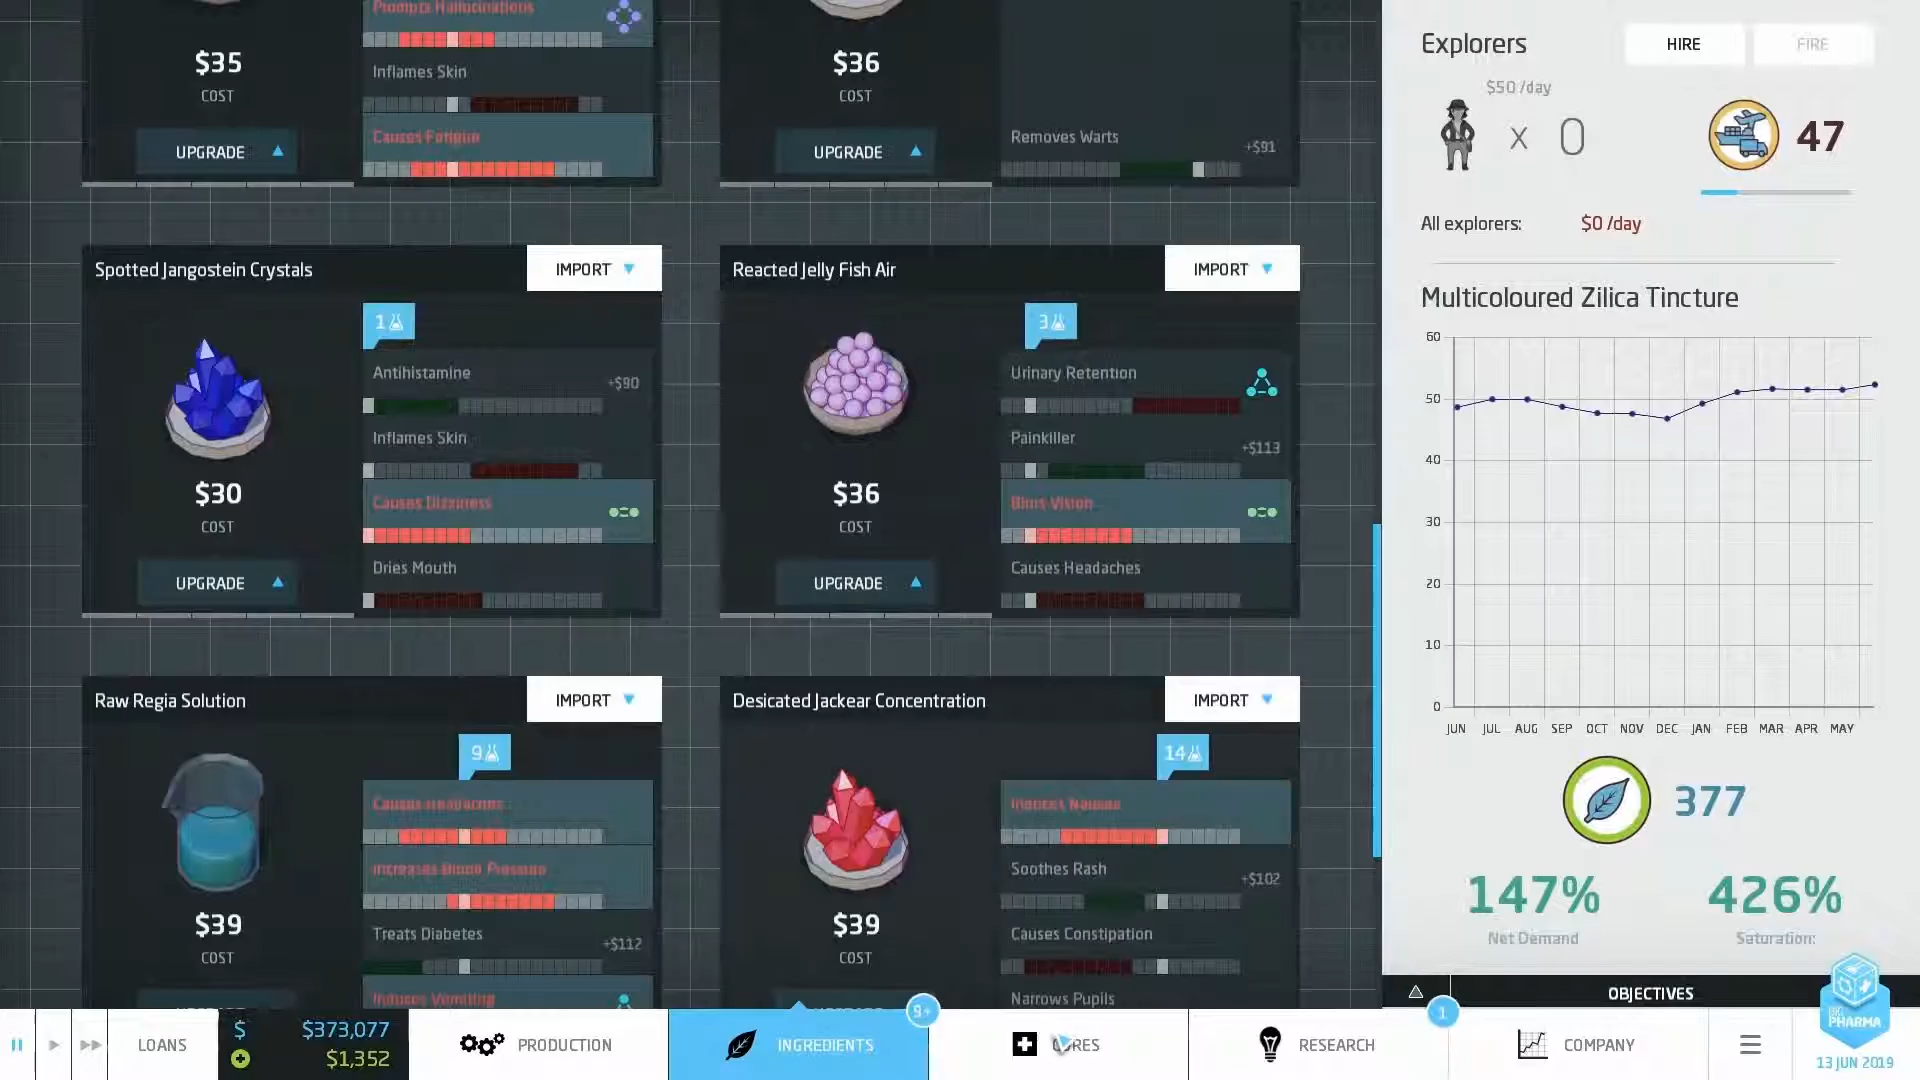 Prompts Hallucinations
$35
COST
Inflames Skin
Causes Fatigue
UPGRADE
$36
COST
UPGRADE
Removes Warts
+$91
Spotted Jangostein Crystals
IMPORT
1
Antihistamine
+$90
Inflames Skin
Causes Dizziness
Dries Mouth
$30
COST
UPGRADE
Reacted Jelly Fish Air
IMPORT
3
Urinary Retention
Painkiller
+$113
Blurs Vision
Causes Headaches
$36
COST
UPGRADE
Raw Regia Solution
IMPORT
9
Causes Headaches
Increases Blood Pressure
Treats Diabetes
+$112
Induces Vomiting
$39
COST
Desicated Jackear Concentration
IMPORT
14
Induces Nausea
Soothes Rash
+$102
Causes Constipation
Narrows Pupils
$39
COST
Explorers
HIRE
FIRE
$50 /day
X 0
47
All explorers: $0 /day
Multicoloured Zilica Tincture
60
50
40
30
20
10
0
JUN JUL AUG SEP OCT NOV DEC JAN FEB MAR APR MAY
377
147%
Net Demand
426%
Saturation:
OBJECTIVES
1
LOANS
$ $373,077
$1,352
PRODUCTION
INGREDIENTS
9+
RESEARCH
COMPANY
BIG
PHARMA
13 JUN 2019